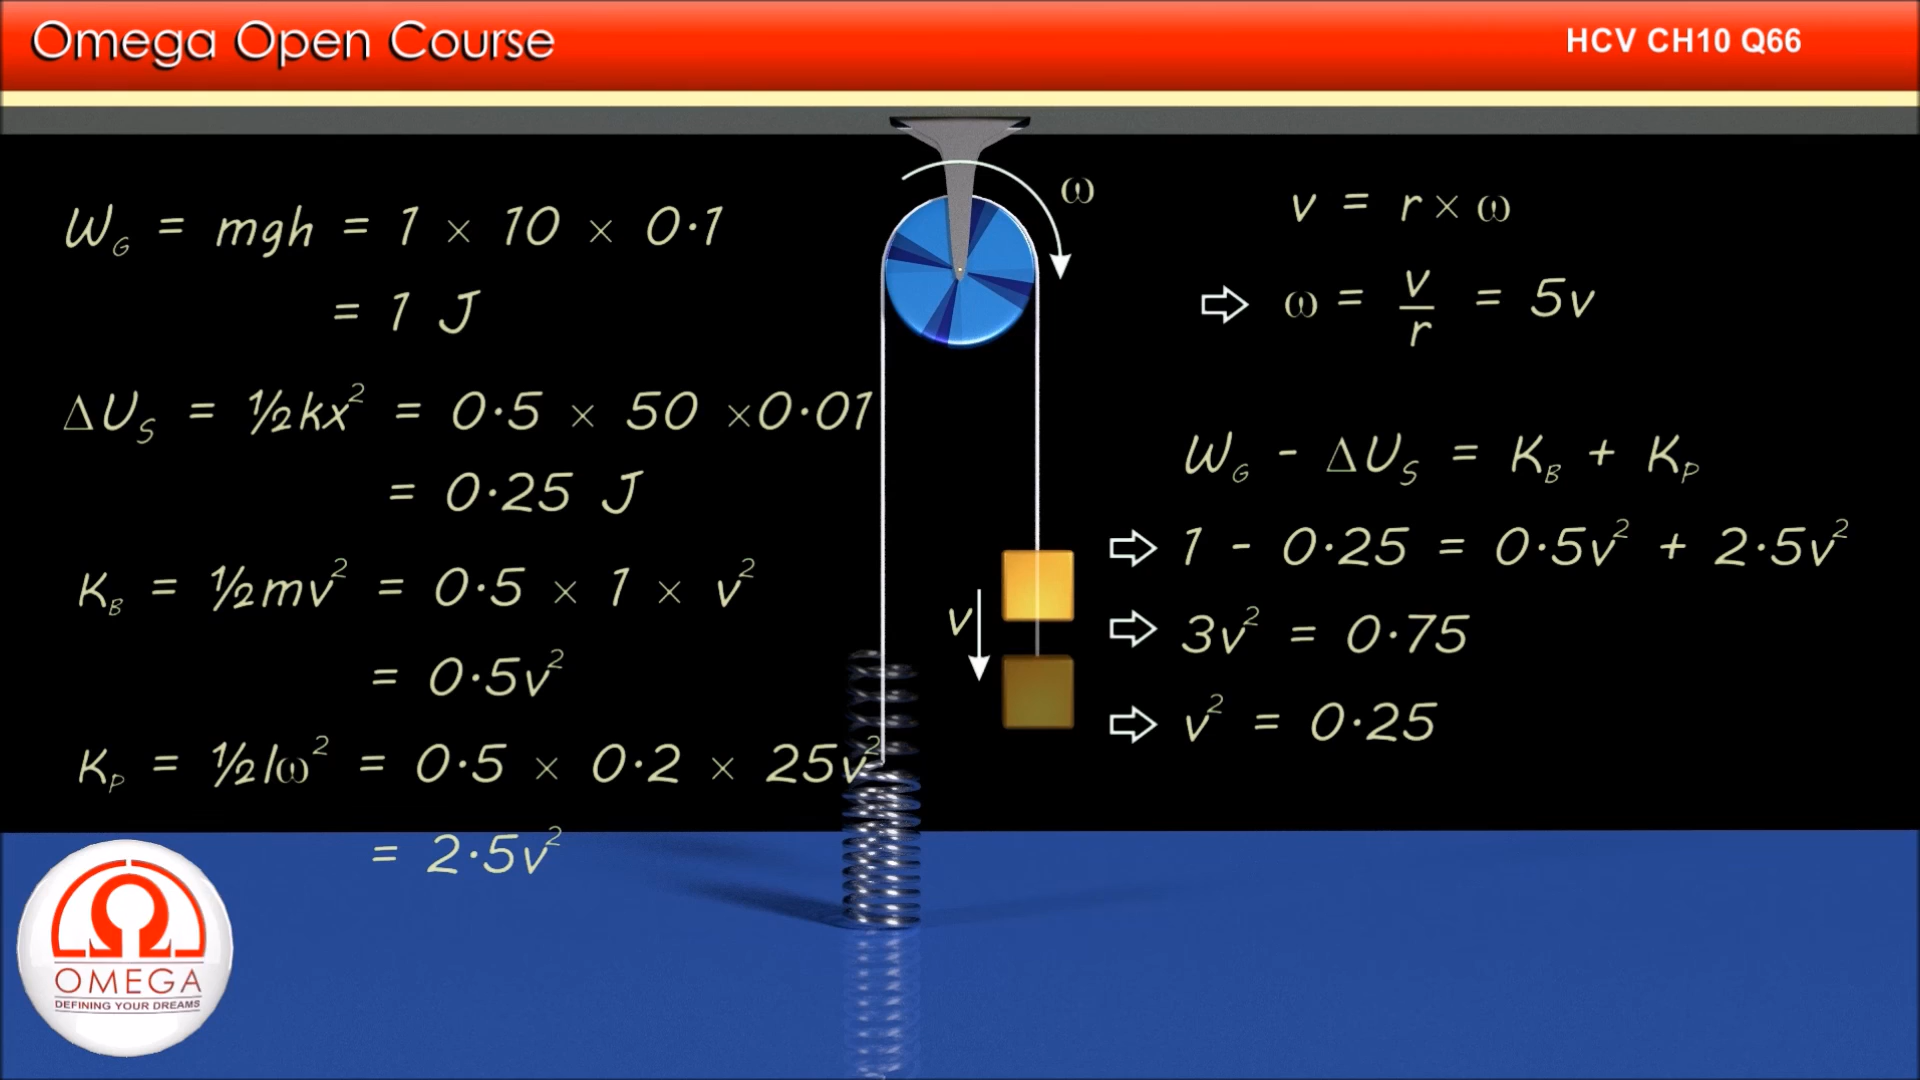 Omega Open Course
HCV CH10 Q66
W_G = mgh = 1 × 10 × 0·1
= 1 J
ΔU_S = ½kx² = 0·5 × 50 ×0·01
= 0·25 J
K_B = ½mv² = 0·5 × 1 × v²
= 0·5v²
K_P = ½Iω² = 0·5 × 0·2 × 25v²
= 2·5v²
ω
v
v = r × ω
⇨ ω = v/r = 5v
W_G - ΔU_S = K_B + K_P
⇨ 1 - 0·25 = 0·5v² + 2·5v²
⇨ 3v² = 0·75
⇨ v² = 0·25
OMEGA
DEFINING YOUR DREAMS